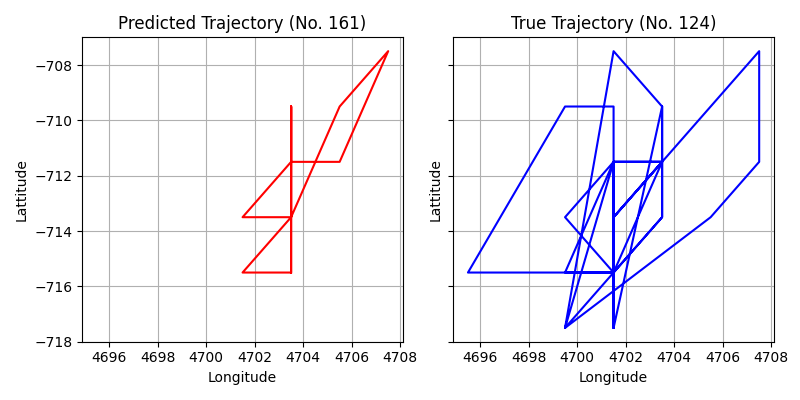 Predicted Trajectory (No. 161)
True Trajectory (No. 124)
−708
−710
−712
−714
−716
−718
Lattitude
Lattitude
4696 4698 4700 4702 4704 4706 4708
4696 4698 4700 4702 4704 4706 4708
Longitude
Longitude